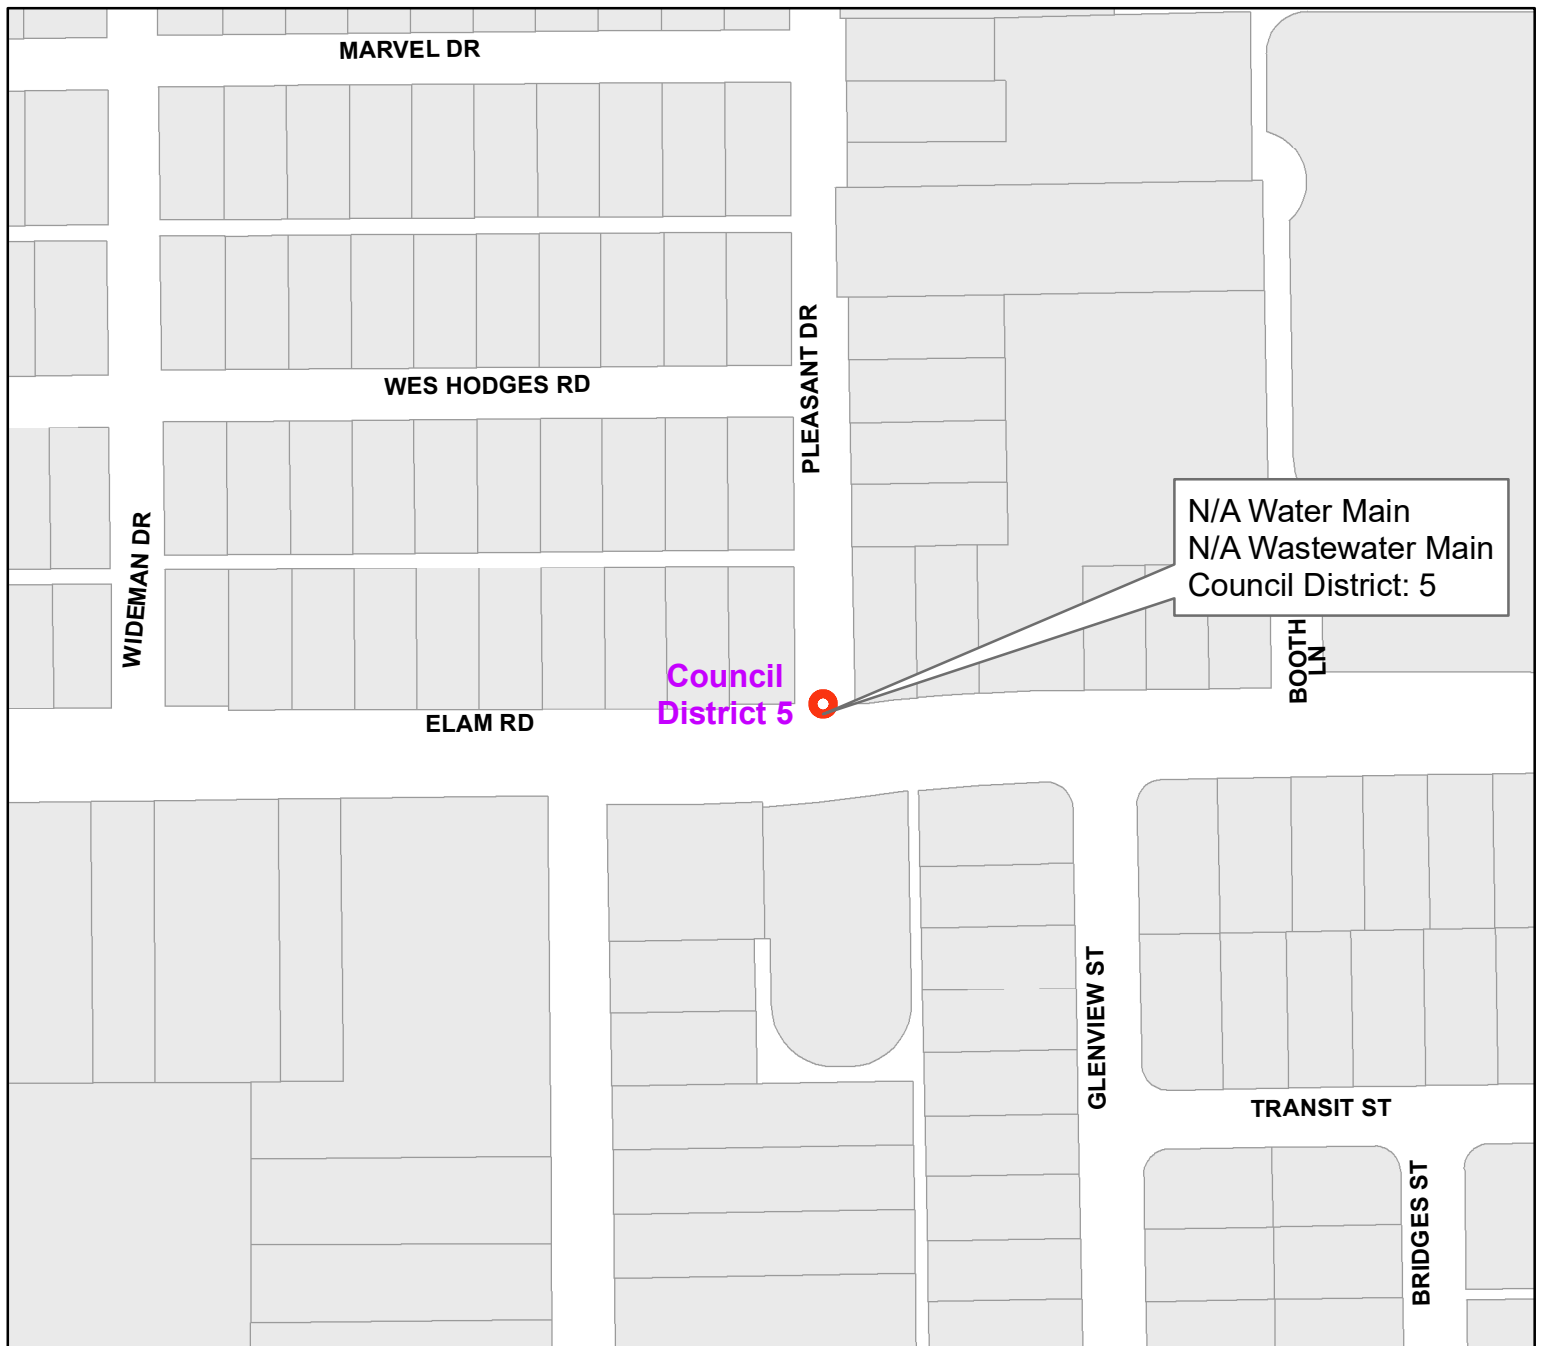 MARVEL DR
PLEASANT DR
WES HODGES RD
N/A Water Main
N/A Wastewater Main
Council District: 5
WIDEMAN DR
BOOTH
LN
Council
District 5
ELAM RD
GLENVIEW ST
TRANSIT ST
BRIDGES ST